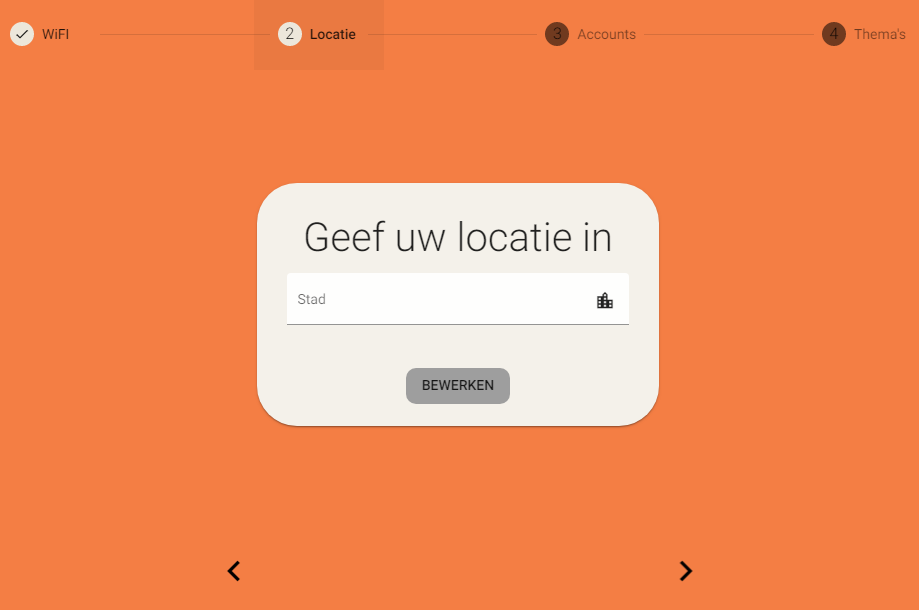 WiFI
2 Locatie
3 Accounts
4 Thema's
Geef uw locatie in
Stad
BEWERKEN